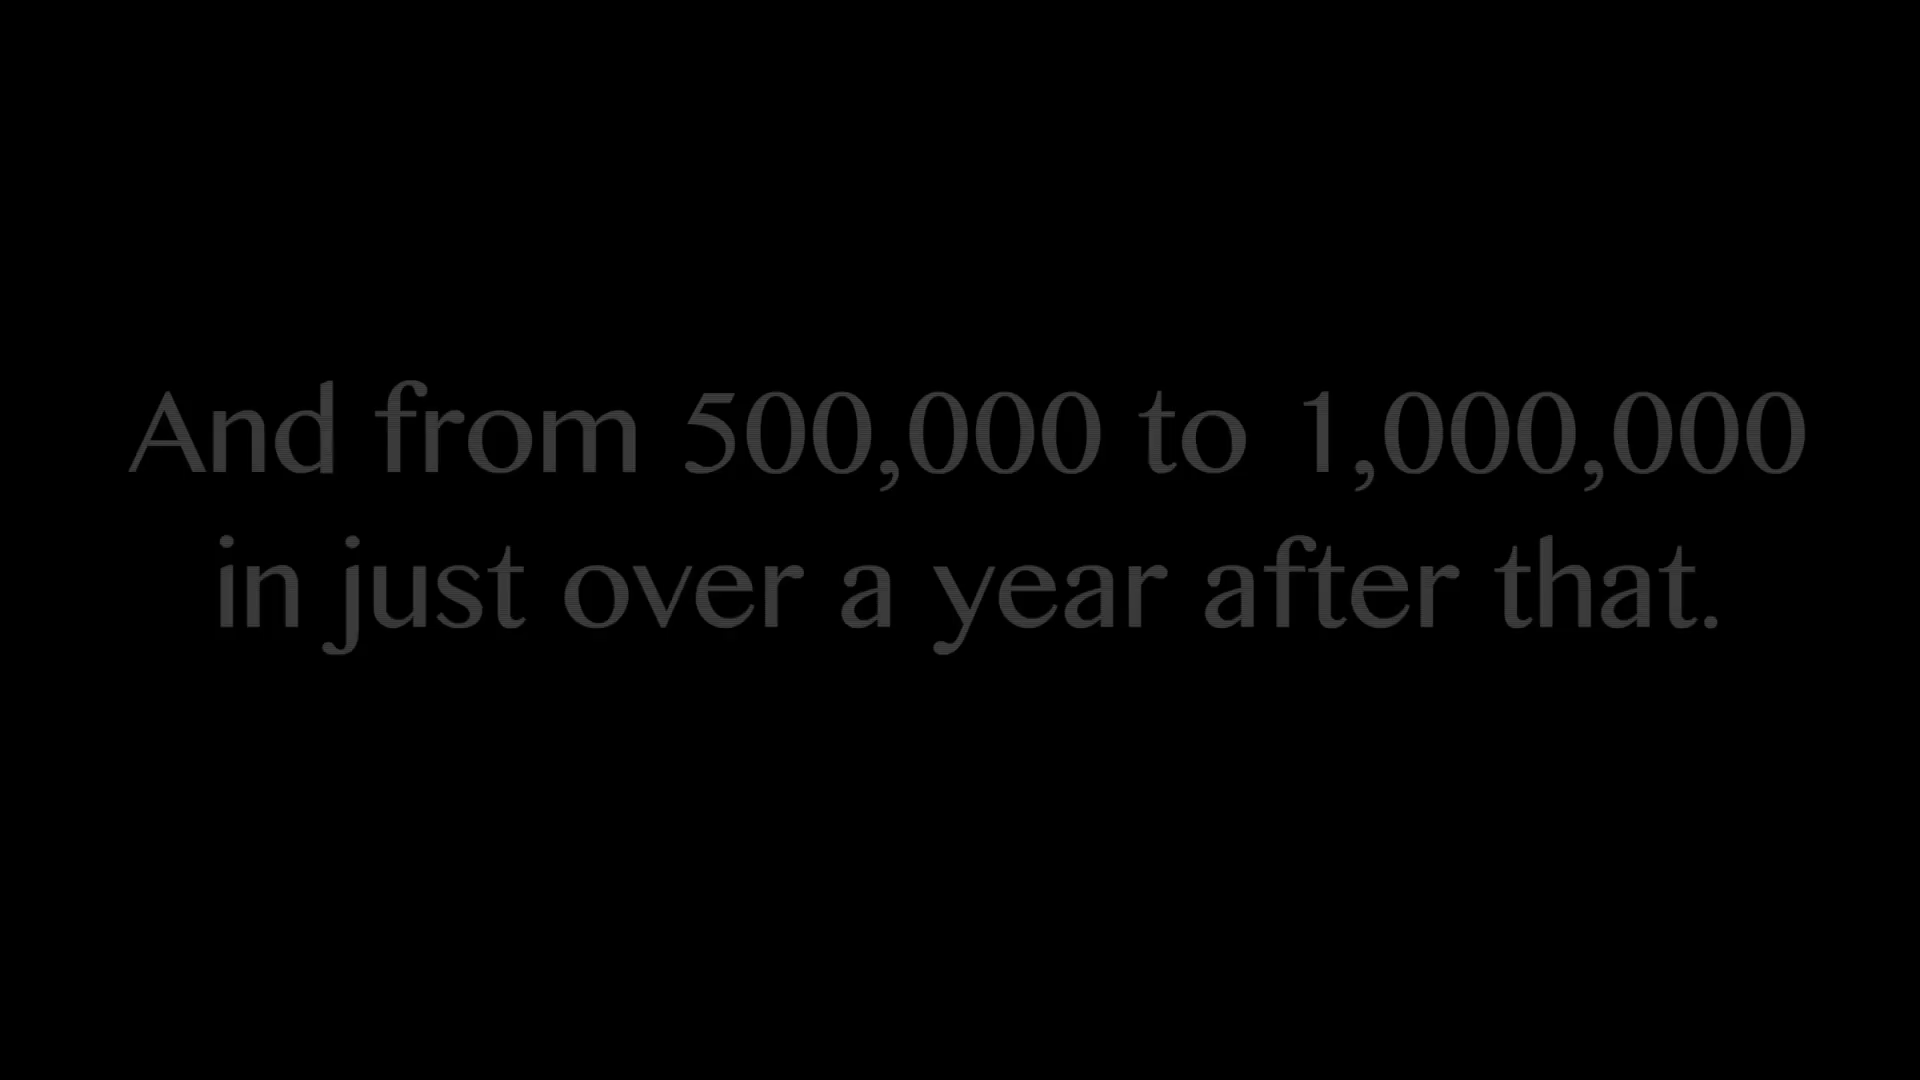 And from 500,000 to 1,000,000
in just over a year after that.